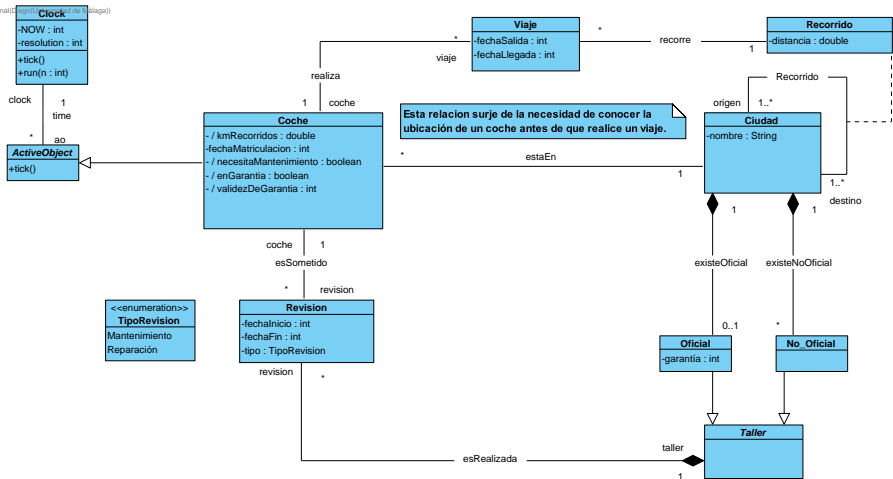 Clock
-NOW : int
-resolution : int
+tick()
+run(n : int)
clock
1
time
*
ao
ActiveObject
+tick()
Viaje
-fechaSalida : int
-fechaLlegada : int
*
viaje
realiza
1
coche
*
recorre
1
Recorrido
-distancia : double
Recorrido
origen
1..*
Coche
- / kmRecorridos : double
-fechaMatriculacion : int
- / necesitaMantenimiento : boolean
- / enGarantia : boolean
- / validezDeGarantia : int
Esta relacion surje de la necesidad de conocer la
ubicación de un coche antes de que realice un viaje.
Ciudad
-nombre : String
*
estaEn
1
1..*
destino
1
1
existeOficial
existeNoOficial
0..1
*
coche
1
esSometido
*
revision
<<enumeration>>
TipoRevision
Mantenimiento
Reparación
Revision
-fechaInicio : int
-fechaFin : int
-tipo : TipoRevision
revision
*
Oficial
-garantía : int
No_Oficial
Taller
taller
esRealizada
1